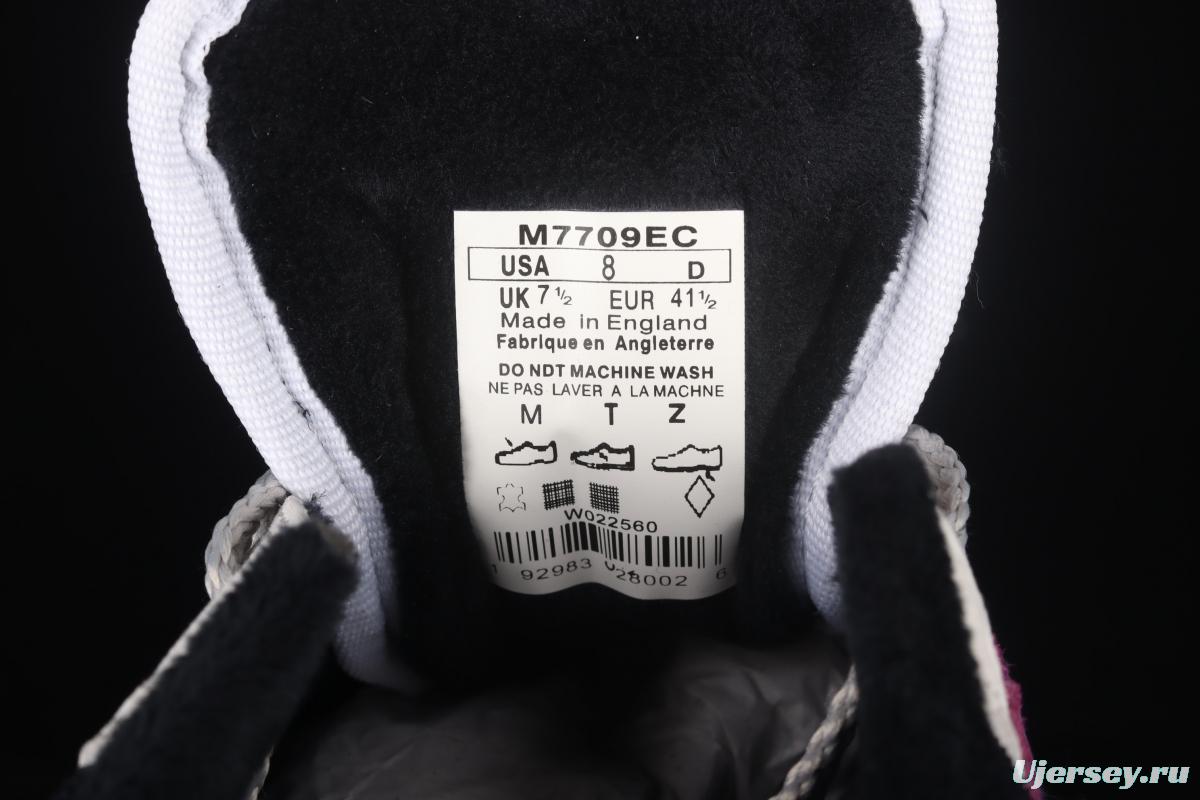 M7709EC
USA 8 D
UK 7 1/2 EUR 41 1/2
Made in England
Fabrique en Angleterre
DO NDT MACHINE WASH
NE PAS LAVER A LA MACHNE
M T Z
W022560
1 92983 28002 6
Ujersey.ru